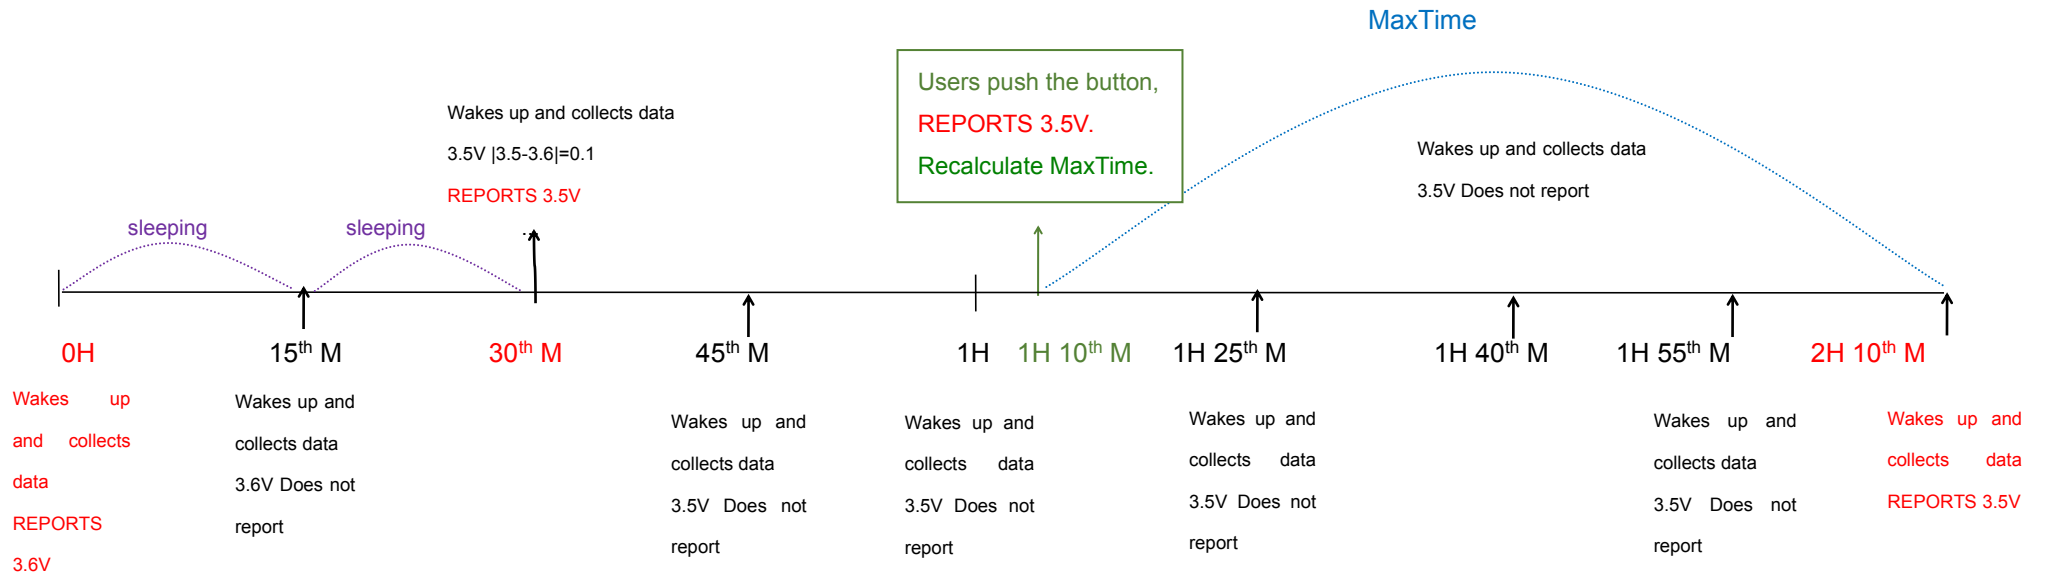 MaxTime
Users push the button,
REPORTS 3.5V.
Recalculate MaxTime.
Wakes up and collects data
3.5V |3.5-3.6|=0.1
REPORTS 3.5V
Wakes up and collects data
3.5V Does not report
sleeping
sleeping
0H
15th M
30th M
45th M
1H
1H 10th M
1H 25th M
1H 40th M
1H 55th M
2H 10th M
Wakes up
and collects
data
REPORTS
3.6V
Wakes up and
collects data
3.6V Does not
report
Wakes up and
collects data
3.5V Does not
report
Wakes up and
collects data
3.5V Does not
report
Wakes up and
collects data
3.5V Does not
report
Wakes up and
collects data
3.5V Does not
report
Wakes up and
collects data
REPORTS 3.5V